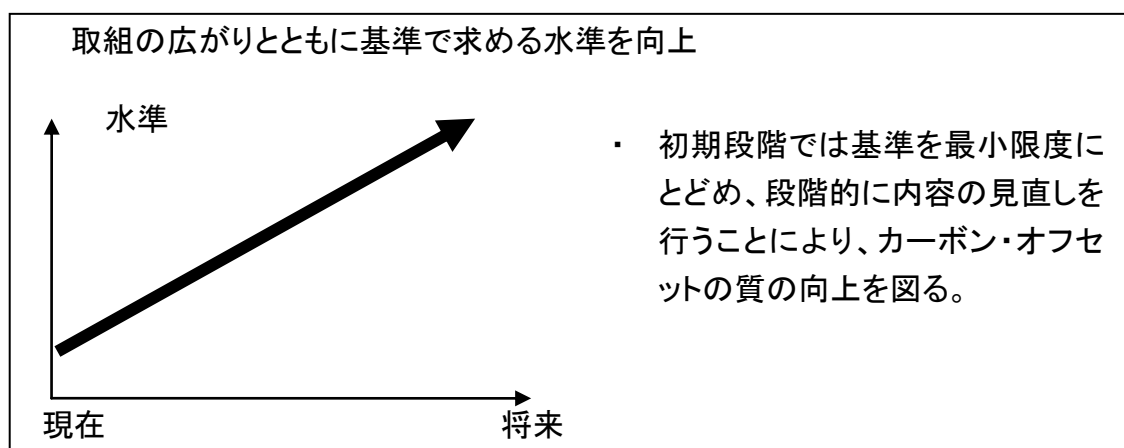 取組の広がりとともに基準で求める水準を向上
水準
・ 初期段階では基準を最小限度に
とどめ、段階的に内容の見直しを
行うことにより、カーボン・オフセ
ットの質の向上を図る。
現在
将来